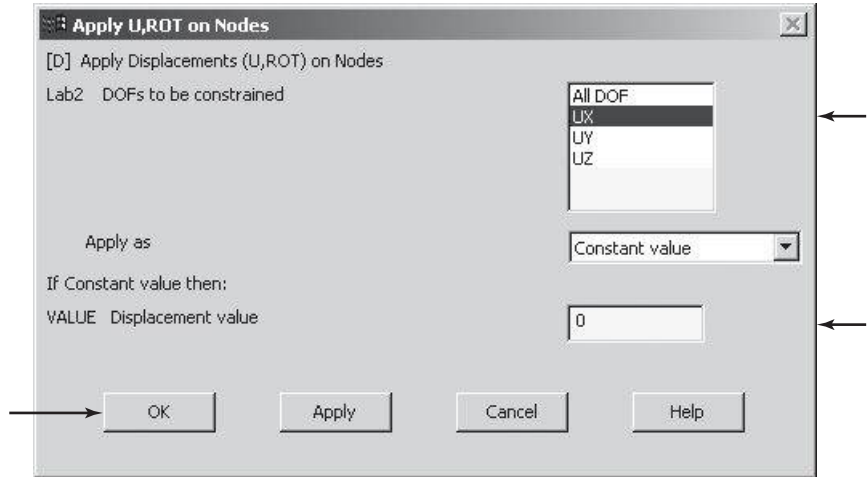 Apply U,ROT on Nodes
[D] Apply Displacements (U,ROT) on Nodes
Lab2 DOFs to be constrained
All DOF
UX
UY
UZ
Apply as
Constant value
If Constant value then:
VALUE Displacement value
0
OK
Apply
Cancel
Help